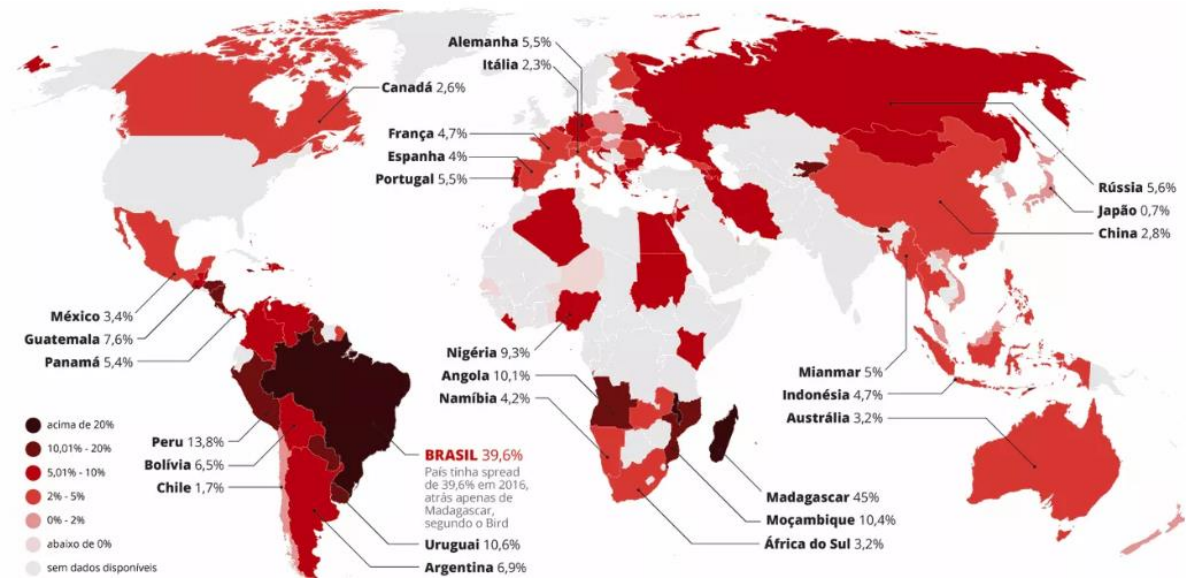 Alemanha 5,5%
Itália 2,3%
Canadá 2,6%
França 4,7%
Espanha 4%
Portugal 5,5%
Rússia 5,6%
Japão 0,7%
China 2,8%
México 3,4%
Guatemala 7,6%
Panamá 5,4%
Nigéria 9,3%
Angola 10,1%
Namíbia 4,2%
Mianmar 5%
Indonésia 4,7%
Austrália 3,2%
acima de 20%
10,01% - 20%
5,01% - 10%
2% - 5%
0% - 2%
abaixo de 0%
sem dados disponíveis
Peru 13,8%
Bolívia 6,5%
Chile 1,7%
BRASIL 39,6%
País tinha spread
de 39,6% em 2016,
atrás apenas de
Madagascar,
segundo o Bird
Uruguai 10,6%
Argentina 6,9%
Madagascar 45%
Moçambique 10,4%
África do Sul 3,2%